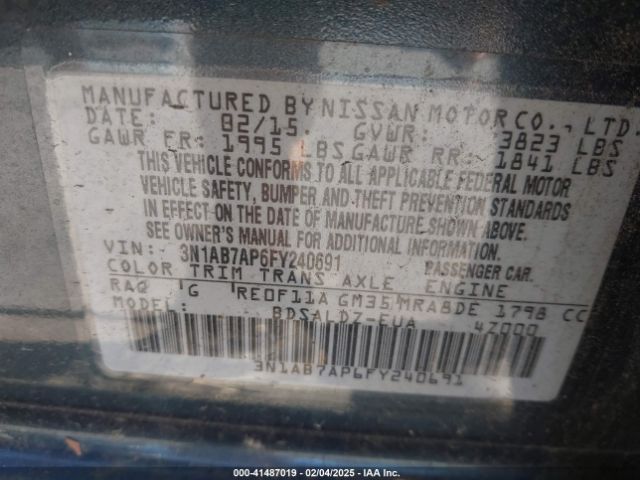 MANUFACTURED BY NISSAN MOTOR CO., LTD
DATE: 02/15. GVWR: 3823 LBS
GAWR FR: 1995 LBS GAWR RR: 1841 LBS
THIS VEHICLE CONFORMS TO ALL APPLICABLE FEDERAL MOTOR
VEHICLE SAFETY, BUMPER AND THEFT PREVENTION STANDARDS
IN EFFECT ON THE DATE OF MANUFACTURE SHOWN ABOVE.
SEE OWNER'S MANUAL FOR ADDITIONAL INFORMATION.
VIN: 3N1AB7AP6FY240691 PASSENGER CAR.
COLOR TRIM TRANS AXLE ENGINE
RAQ G RE0F11A GM35/MRA8DE 1798 CC
MODEL: BDSALDZ-EUA 4Z000
3N1AB7AP6FY240691
000-41487019 - 02/04/2025 - IAA Inc.